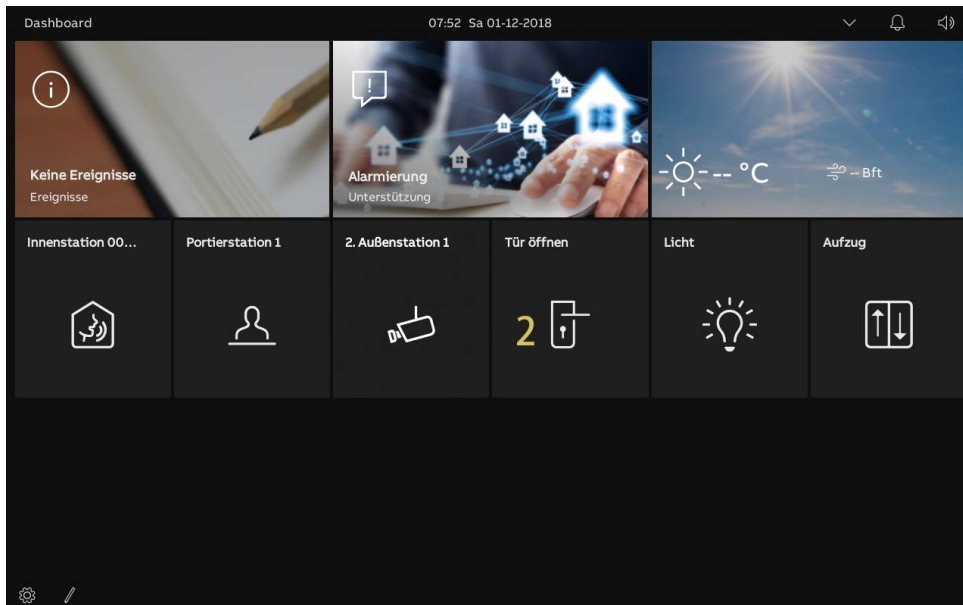 Dashboard
07:52 Sa 01-12-2018
Keine Ereignisse
Ereignisse
Alarmierung
Unterstützung
-- °C
-- Bft
Innenstation 00...
Portierstation 1
2. Außenstation 1
Tür öffnen
Licht
Aufzug
2